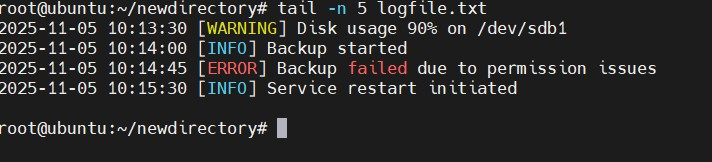 root@ubuntu:~/newdirectory# tail -n 5 logfile.txt
2025-11-05 10:13:30 [WARNING] Disk usage 90% on /dev/sdb1
2025-11-05 10:14:00 [INFO] Backup started
2025-11-05 10:14:45 [ERROR] Backup failed due to permission issues
2025-11-05 10:15:30 [INFO] Service restart initiated
root@ubuntu:~/newdirectory#